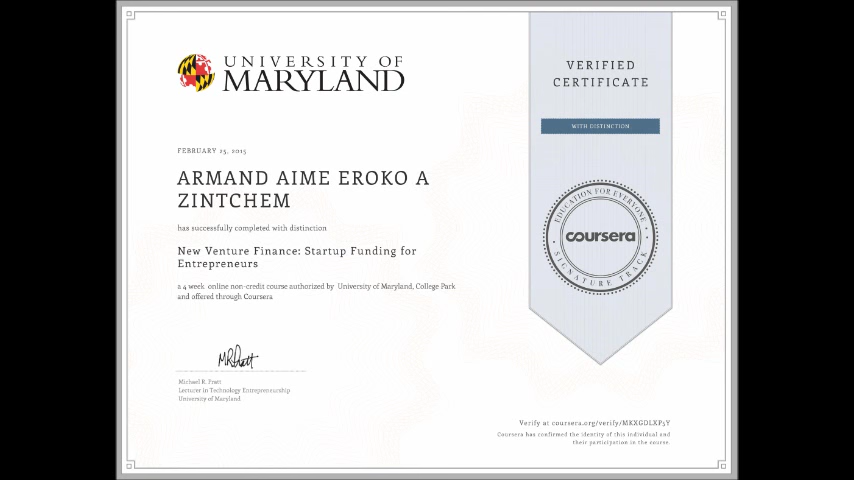 UNIVERSITY OF
MARYLAND
FEBRUARY 25, 2015
ARMAND AIME EROKO A
ZINTCHEM
has successfully completed with distinction
New Venture Finance: Startup Funding for
Entrepreneurs
a 4 week online non-credit course authorized by University of Maryland, College Park
and offered through Coursera
MRPratt
Michael R. Pratt
Lecturer in Technology Entrepreneurship
University of Maryland
VERIFIED
CERTIFICATE
WITH DISTINCTION
EDUCATION FOR EVERYONE
coursera
SIGNATURE TRACK
Verify at coursera.org/verify/MKXGDLXP5Y
Coursera has confirmed the identity of this individual and
their participation in the course.